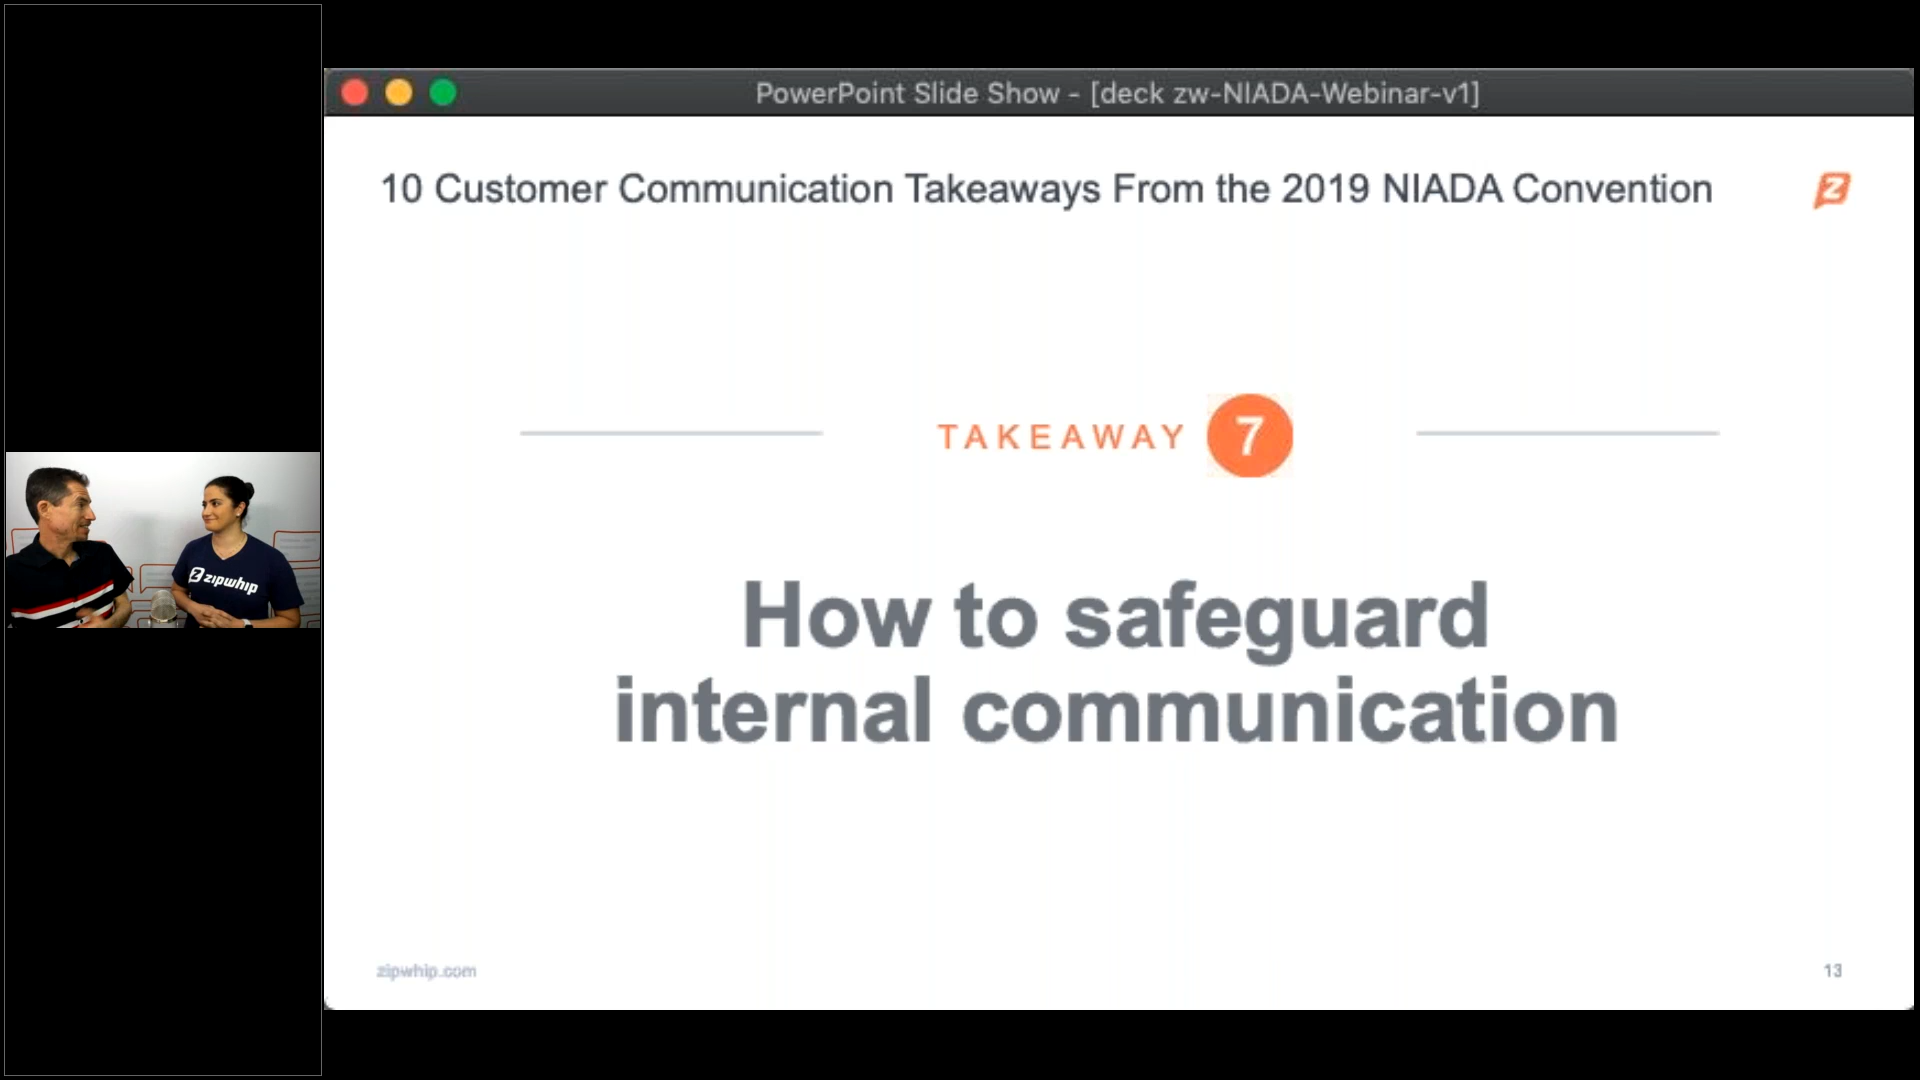 PowerPoint Slide Show - [deck zw-NIADA-Webinar-v1]
10 Customer Communication Takeaways From the 2019 NIADA Convention
TAKEAWAY 7
How to safeguard
internal communication
zipwhip
zipwhip.com
13